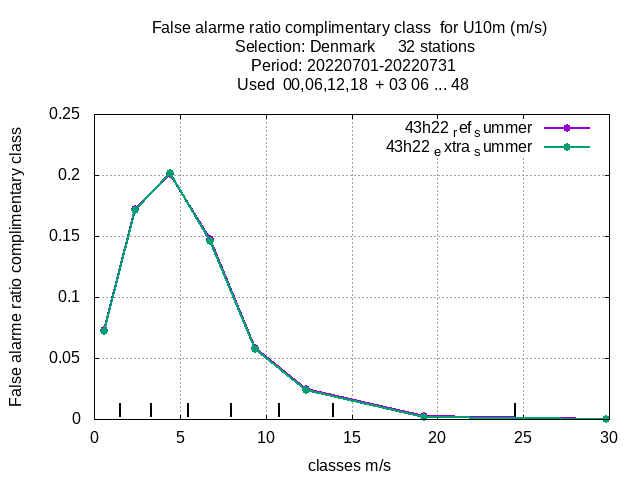 False alarme ratio complimentary class  for U10m (m/s)
Selection: Denmark     32 stations
Period: 20220701-20220731
Used  00,06,12,18  + 03 06 ... 48
43h22 ref summer
43h22 extra summer
False alarme ratio complimentary class
0.25
0.2
0.15
0.1
0.05
0
0 5 10 15 20 25 30
classes m/s